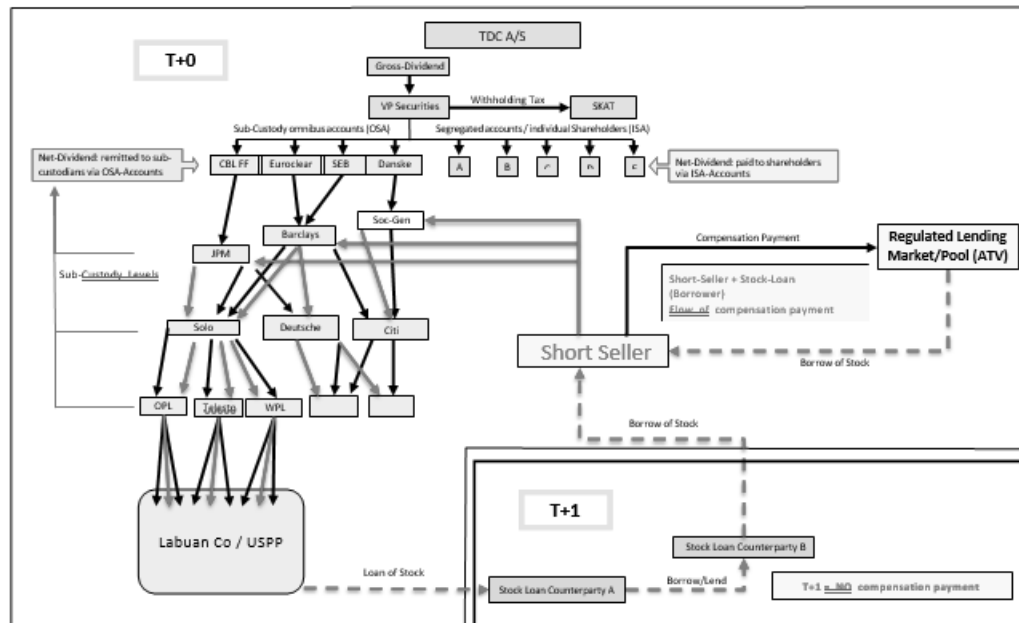 TDC A/S
T+0
Gross-Dividend
VP Securities
Withholding Tax
SKAT
Sub-Custody omnibus accounts (OSA)
Segregated accounts / individual Shareholders (ISA)
Net-Dividend: remitted to sub-
custodians via OSA-Accounts
CBL FF
Euroclear
SEB
Danske
A
B
C
D
Net-Dividend: paid to shareholders
via ISA-Accounts
Soc-Gen
Barclays
JPM
Compensation Payment
Regulated Lending
Market/Pool (ATV)
Sub-Custody Levels
Short-Seller + Stock-Loan
(Borrower)
Flow of compensation payment
Solo
Deutsche
Citi
Short Seller
Borrow of Stock
OPL
Telesto
WPL
Borrow of Stock
T+1
Labuan Co / USPP
Stock Loan Counterparty B
Loan of Stock
Stock Loan Counterparty A
Borrow/Lend
T+1 = NO compensation payment